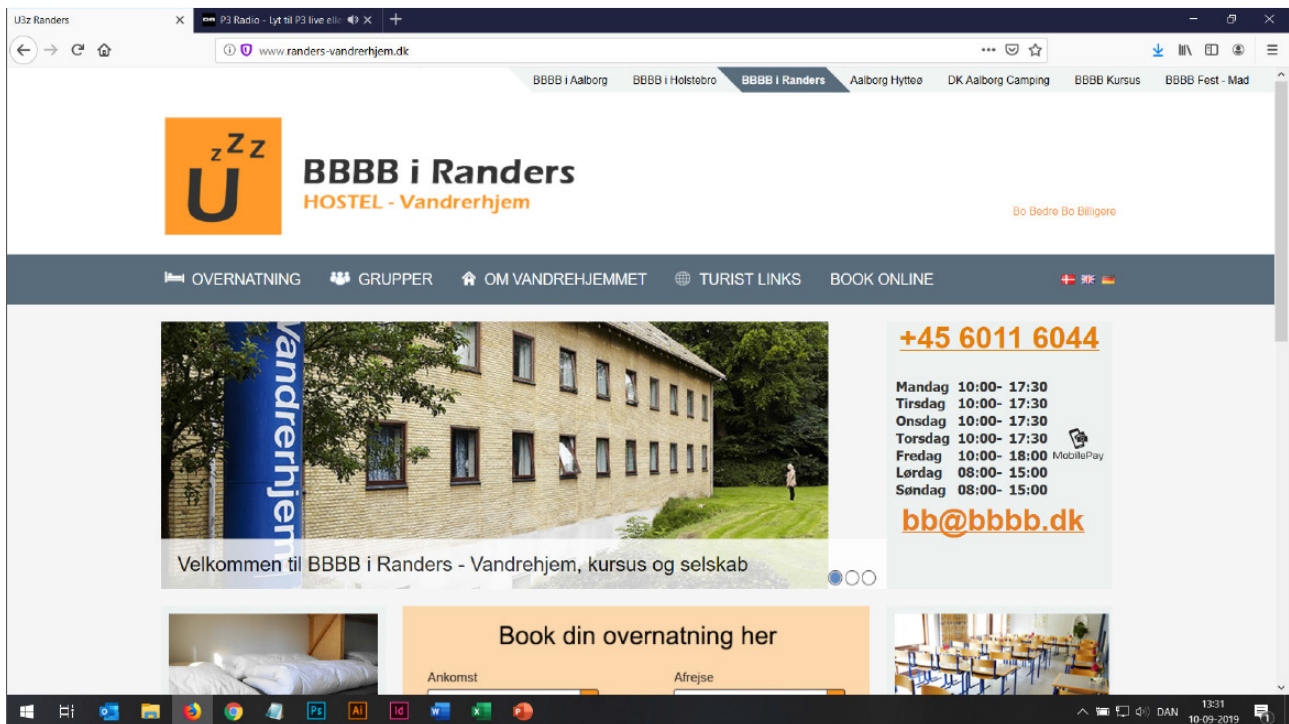 U3z Randers
P3 Radio - Lyt til P3 live elle
www.randers-vandrerhjem.dk
BBBB i Aalborg
BBBB i Holstebro
BBBB i Randers
Aalborg Hytteø
DK Aalborg Camping
BBBB Kursus
BBBB Fest - Mad
U z z z
BBBB i Randers
HOSTEL - Vandrerhjem
Bo Bedre Bo Billigere
OVERNATNING
GRUPPER
OM VANDREHJEMMET
TURIST LINKS
BOOK ONLINE
Vandrerhjem
Velkommen til BBBB i Randers - Vandrehjem, kursus og selskab
+45 6011 6044
Mandag 10:00- 17:30
Tirsdag 10:00- 17:30
Onsdag 10:00- 17:30
Torsdag 10:00- 17:30
Fredag 10:00- 18:00
Lørdag 08:00- 15:00
Søndag 08:00- 15:00
MobilePay
bb@bbbb.dk
Book din overnatning her
Ankomst
Afrejse
Ps
Ai
Id
DAN
13:31
10-09-2019
1